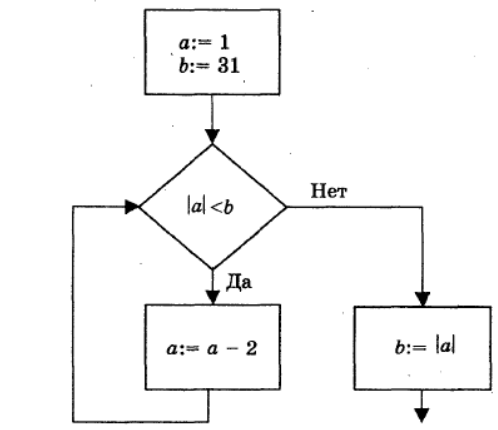 a:= 1
b:= 31
|a| <b
Нет
Да
a:= a – 2
b:= |a|